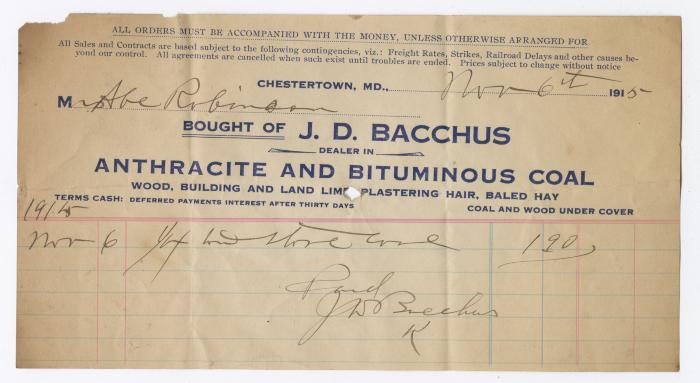 ALL ORDERS MUST BE ACCOMPANIED WITH THE MONEY, UNLESS OTHERWISE ARRANGED FOR
All Sales and Contracts are based subject to the following contingencies, viz.: Freight Rates, Strikes, Railroad Delays and other causes be-
yond our control. All agreements are cancelled when such exist until troubles are ended. Prices subject to change without notice
CHESTERTOWN, MD., Nov 6th 1915
Mr Abe Robinson
BOUGHT OF J. D. BACCHUS
DEALER IN
ANTHRACITE AND BITUMINOUS COAL
WOOD, BUILDING AND LAND LIME, PLASTERING HAIR, BALED HAY
TERMS CASH: DEFERRED PAYMENTS INTEREST AFTER THIRTY DAYS COAL AND WOOD UNDER COVER
1915
Nov 6 1/4 ton Stove Coal 190
Paid
J D Bacchus
K